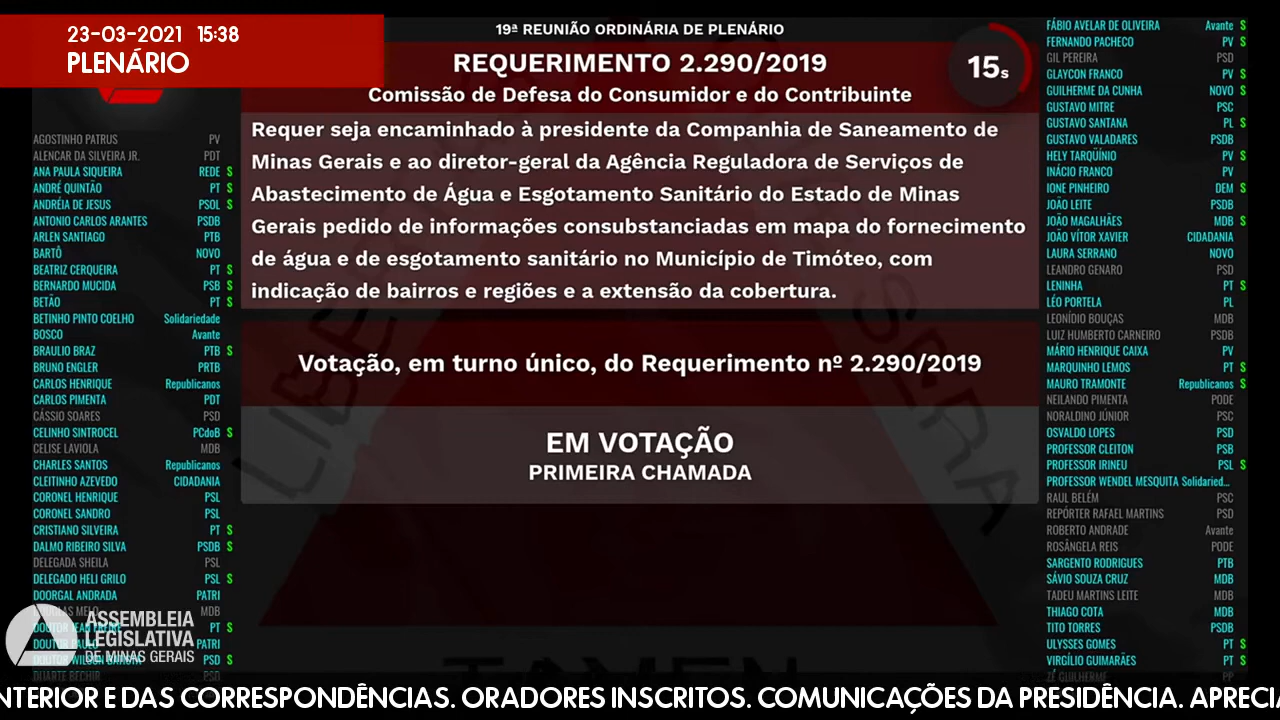 23-03-2021 15:38
PLENÁRIO
19ª REUNIÃO ORDINÁRIA DE PLENÁRIO
REQUERIMENTO 2.290/2019
Comissão de Defesa do Consumidor e do Contribuinte
15s
Requer seja encaminhado à presidente da Companhia de Saneamento de
Minas Gerais e ao diretor-geral da Agência Reguladora de Serviços de
Abastecimento de Água e Esgotamento Sanitário do Estado de Minas
Gerais pedido de informações consubstanciadas em mapa do fornecimento
de água e de esgotamento sanitário no Município de Timóteo, com
indicação de bairros e regiões e a extensão da cobertura.
Votação, em turno único, do Requerimento nº 2.290/2019
EM VOTAÇÃO
PRIMEIRA CHAMADA
AGOSTINHO PATRUS PV
ALENCAR DA SILVEIRA JR. PDT
ANA PAULA SIQUEIRA REDE S
ANDRÉ QUINTÃO PT S
ANDRÉIA DE JESUS PSOL S
ANTONIO CARLOS ARANTES PSDB
ARLEN SANTIAGO PTB
BARTÔ NOVO
BEATRIZ CERQUEIRA PT S
BERNARDO MUCIDA PSB S
BETÃO PT S
BETINHO PINTO COELHO Solidariedade
BOSCO Avante
BRAULIO BRAZ PTB S
BRUNO ENGLER PRTB
CARLOS HENRIQUE Republicanos
CARLOS PIMENTA PDT
CÁSSIO SOARES PSD
CELINHO SINTROCEL PCdoB S
CELISE LAVIOLA MDB
CHARLES SANTOS Republicanos
CLEITINHO AZEVEDO CIDADANIA
CORONEL HENRIQUE PSL
CORONEL SANDRO PSL
CRISTIANO SILVEIRA PT S
DALMO RIBEIRO SILVA PSDB S
DELEGADA SHEILA PSL
DELEGADO HELI GRILO PSL S
DOORGAL ANDRADA PATRI
MELO MDB
DOUTOR JEAN FREIRE PT S
DOUTOR PAULO PATRI
DOUTOR WILSON BATISTA PSD S
DUARTE BECHIR PSD
FÁBIO AVELAR DE OLIVEIRA Avante S
FERNANDO PACHECO PV S
GIL PEREIRA PSD
GLAYCON FRANCO PV S
GUILHERME DA CUNHA NOVO S
GUSTAVO MITRE PSC
GUSTAVO SANTANA PL S
GUSTAVO VALADARES PSDB
HELY TARQÜÍNIO PV S
INÁCIO FRANCO PV
IONE PINHEIRO DEM S
JOÃO LEITE PSDB
JOÃO MAGALHÃES MDB S
JOÃO VÍTOR XAVIER CIDADANIA
LAURA SERRANO NOVO
LEANDRO GENARO PSD
LENINHA PT S
LÉO PORTELA PL
LEONÍDIO BOUÇAS MDB
LUIZ HUMBERTO CARNEIRO PSDB
MÁRIO HENRIQUE CAIXA PV
MARQUINHO LEMOS PT S
MAURO TRAMONTE Republicanos S
NEILANDO PIMENTA PODE
NORALDINO JÚNIOR PSC
OSVALDO LOPES PSD
PROFESSOR CLEITON PSB
PROFESSOR IRINEU PSL S
PROFESSOR WENDEL MESQUITA Solidaried...
RAUL BELÉM PSC
REPÓRTER RAFAEL MARTINS PSD
ROBERTO ANDRADE Avante
ROSÂNGELA REIS PODE
SARGENTO RODRIGUES PTB
SÁVIO SOUZA CRUZ MDB
TADEU MARTINS LEITE MDB
THIAGO COTA MDB
TITO TORRES PSDB
ULYSSES GOMES PT S
VIRGÍLIO GUIMARÃES PT S
ZÉ GUILHERME PP
ASSEMBLEIA
LEGISLATIVA
DE MINAS GERAIS
NTERIOR E DAS CORRESPONDÊNCIAS. ORADORES INSCRITOS. COMUNICAÇÕES DA PRESIDÊNCIA. APRECI